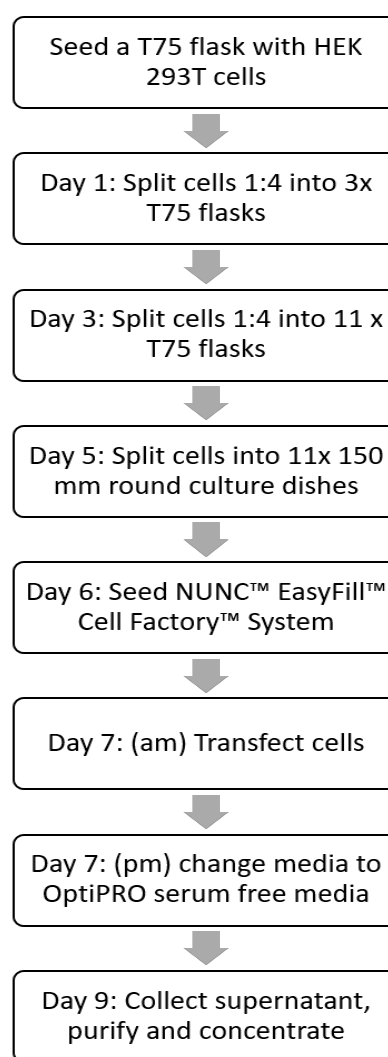 Seed a T75 flask with HEK
293T cells
Day 1: Split cells 1:4 into 3x
T75 flasks
Day 3: Split cells 1:4 into 11 x
T75 flasks
Day 5: Split cells into 11x 150
mm round culture dishes
Day 6: Seed NUNC™ EasyFill™
Cell Factory™ System
Day 7: (am) Transfect cells
Day 7: (pm) change media to
OptiPRO serum free media
Day 9: Collect supernatant,
purify and concentrate